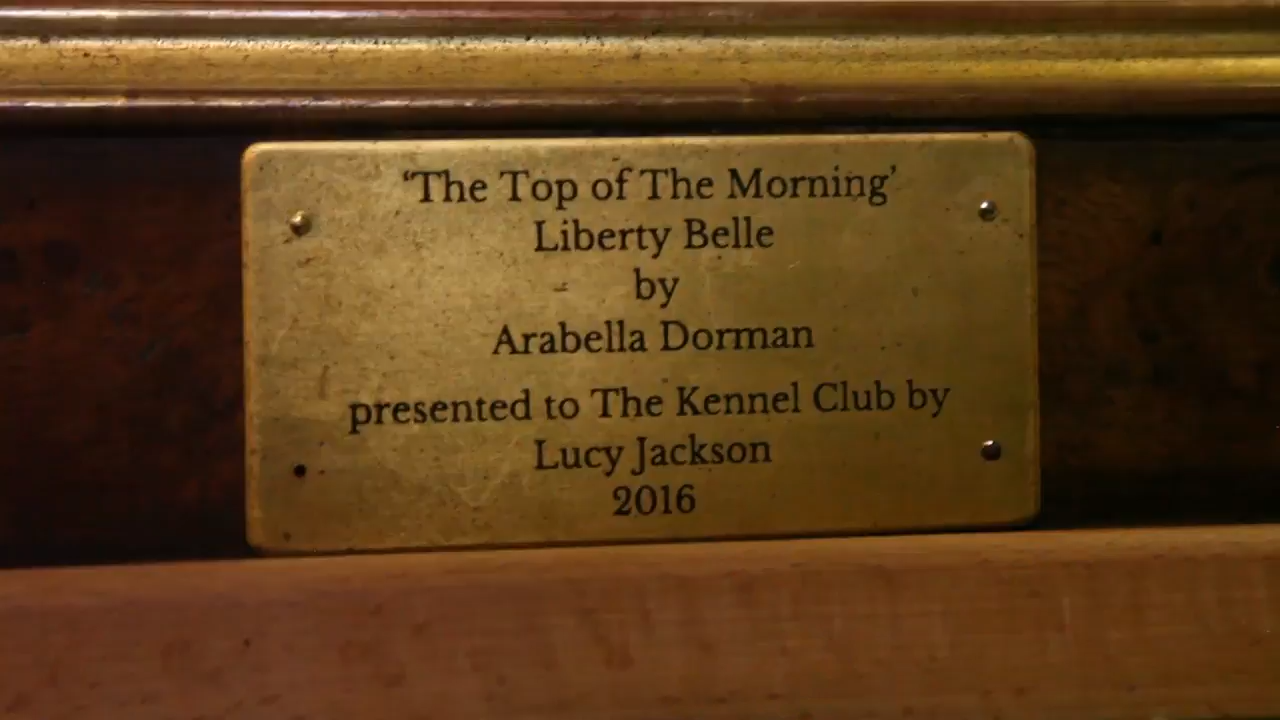 ‘The Top of The Morning’
Liberty Belle
by
Arabella Dorman
presented to The Kennel Club by
Lucy Jackson
2016